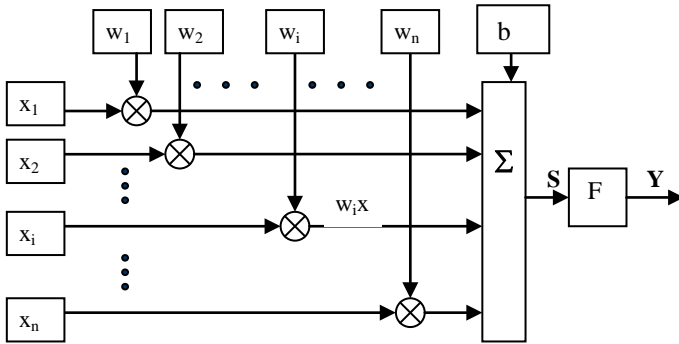 w₁ w₂ wᵢ wₙ b
x₁
x₂
Σ S F Y
wᵢx
xᵢ
xₙ